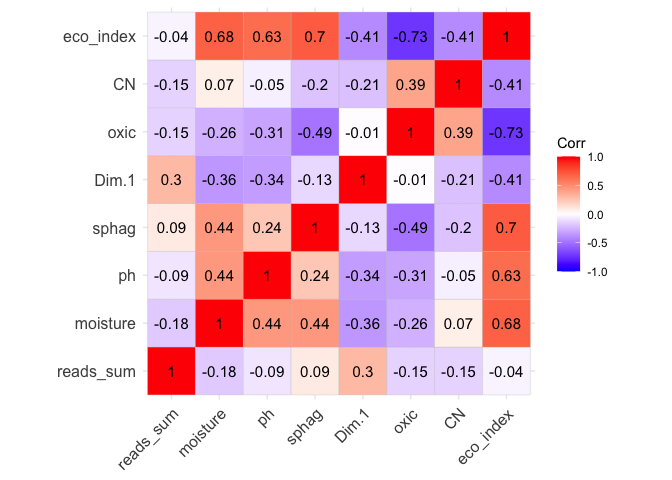 eco_index -0.04 0.68 0.63 0.7 -0.41 -0.73 -0.41 1
CN -0.15 0.07 -0.05 -0.2 -0.21 0.39 1 -0.41
oxic -0.15 -0.26 -0.31 -0.49 -0.01 1 0.39 -0.73
Dim.1 0.3 -0.36 -0.34 -0.13 1 -0.01 -0.21 -0.41
sphag 0.09 0.44 0.24 1 -0.13 -0.49 -0.2 0.7
ph -0.09 0.44 1 0.24 -0.34 -0.31 -0.05 0.63
moisture -0.18 1 0.44 0.44 -0.36 -0.26 0.07 0.68
reads_sum 1 -0.18 -0.09 0.09 0.3 -0.15 -0.15 -0.04
reads_sum moisture ph sphag Dim.1 oxic CN eco_index
Corr
1.0
0.5
0.0
-0.5
-1.0